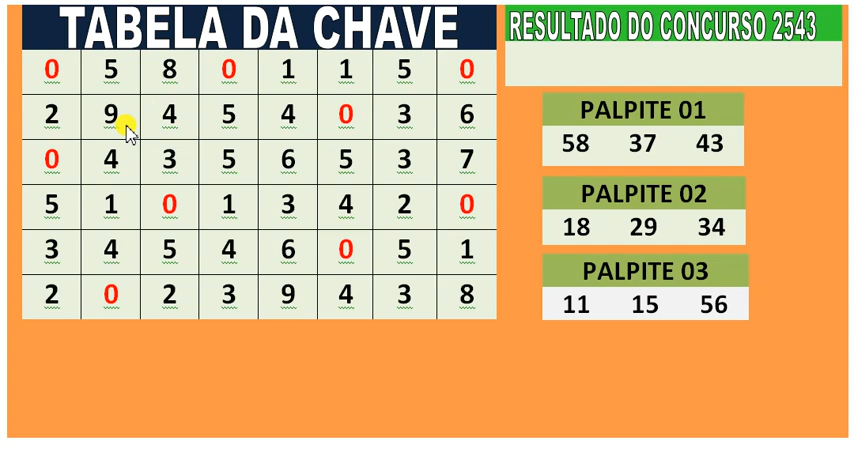 TABELA DA CHAVE
0 5 8 0 1 1 5 0
2 9 4 5 4 0 3 6
0 4 3 5 6 5 3 7
5 1 0 1 3 4 2 0
3 4 5 4 6 0 5 1
2 0 2 3 9 4 3 8
RESULTADO DO CONCURSO 2543
PALPITE 01
58 37 43
PALPITE 02
18 29 34
PALPITE 03
11 15 56